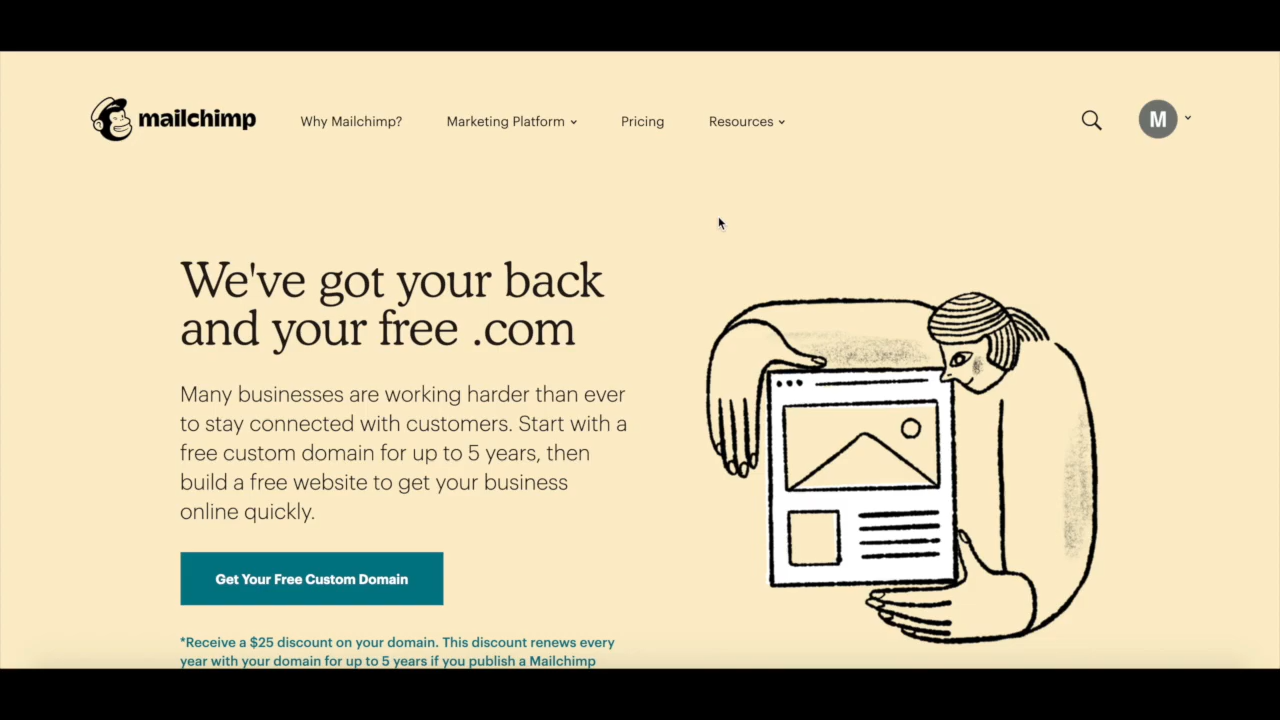 mailchimp
Why Mailchimp?
Marketing Platform
Pricing
Resources
M
We've got your back
and your free .com
Many businesses are working harder than ever
to stay connected with customers. Start with a
free custom domain for up to 5 years, then
build a free website to get your business
online quickly.
Get Your Free Custom Domain
*Receive a $25 discount on your domain. This discount renews every
year with your domain for up to 5 years if you publish a Mailchimp